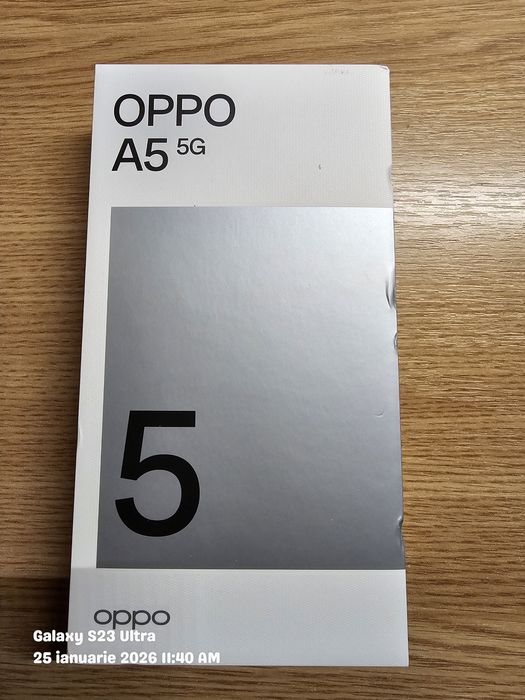 OPPO
A5 5G
5
oppo
Galaxy S23 Ultra
25 ianuarie 2026 11:40 AM